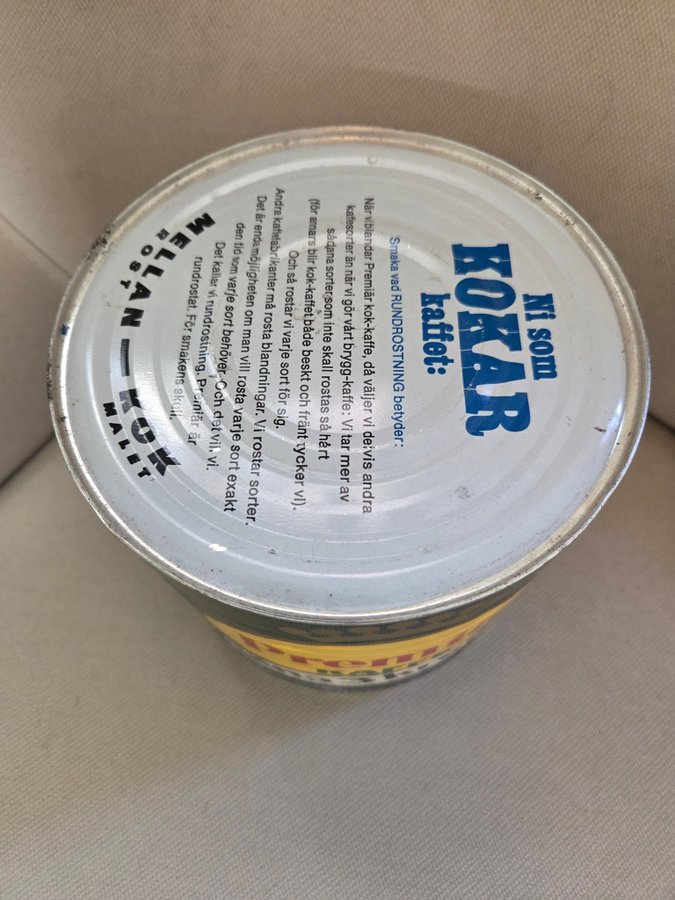 Ni som
KOKAR
kaffet:
Smaka vad RUNDROSTNING betyder:
När vi blandar Premiär kok-kaffe, då väljer vi delvis andra
kaffesorter än när vi gör vårt brygg-kaffe: Vi tar mer av
sådana sorter som inte skall rostas så hårt
(för annars blir kok-kaffe både beskt och fränt tycker vi).
Och så rostar vi varje sort för sig.
Andra kaffefabrikanter må rosta blandningar. Vi rostar sorter.
Det är enda möjligheten om man vill rosta varje sort exakt
den tid som varje sort behöver. Och det vill vi.
Det kallar vi rundrostning. Premiär är
rundrostat. För smakens skull.
MELLAN – KOK
ROST MALET